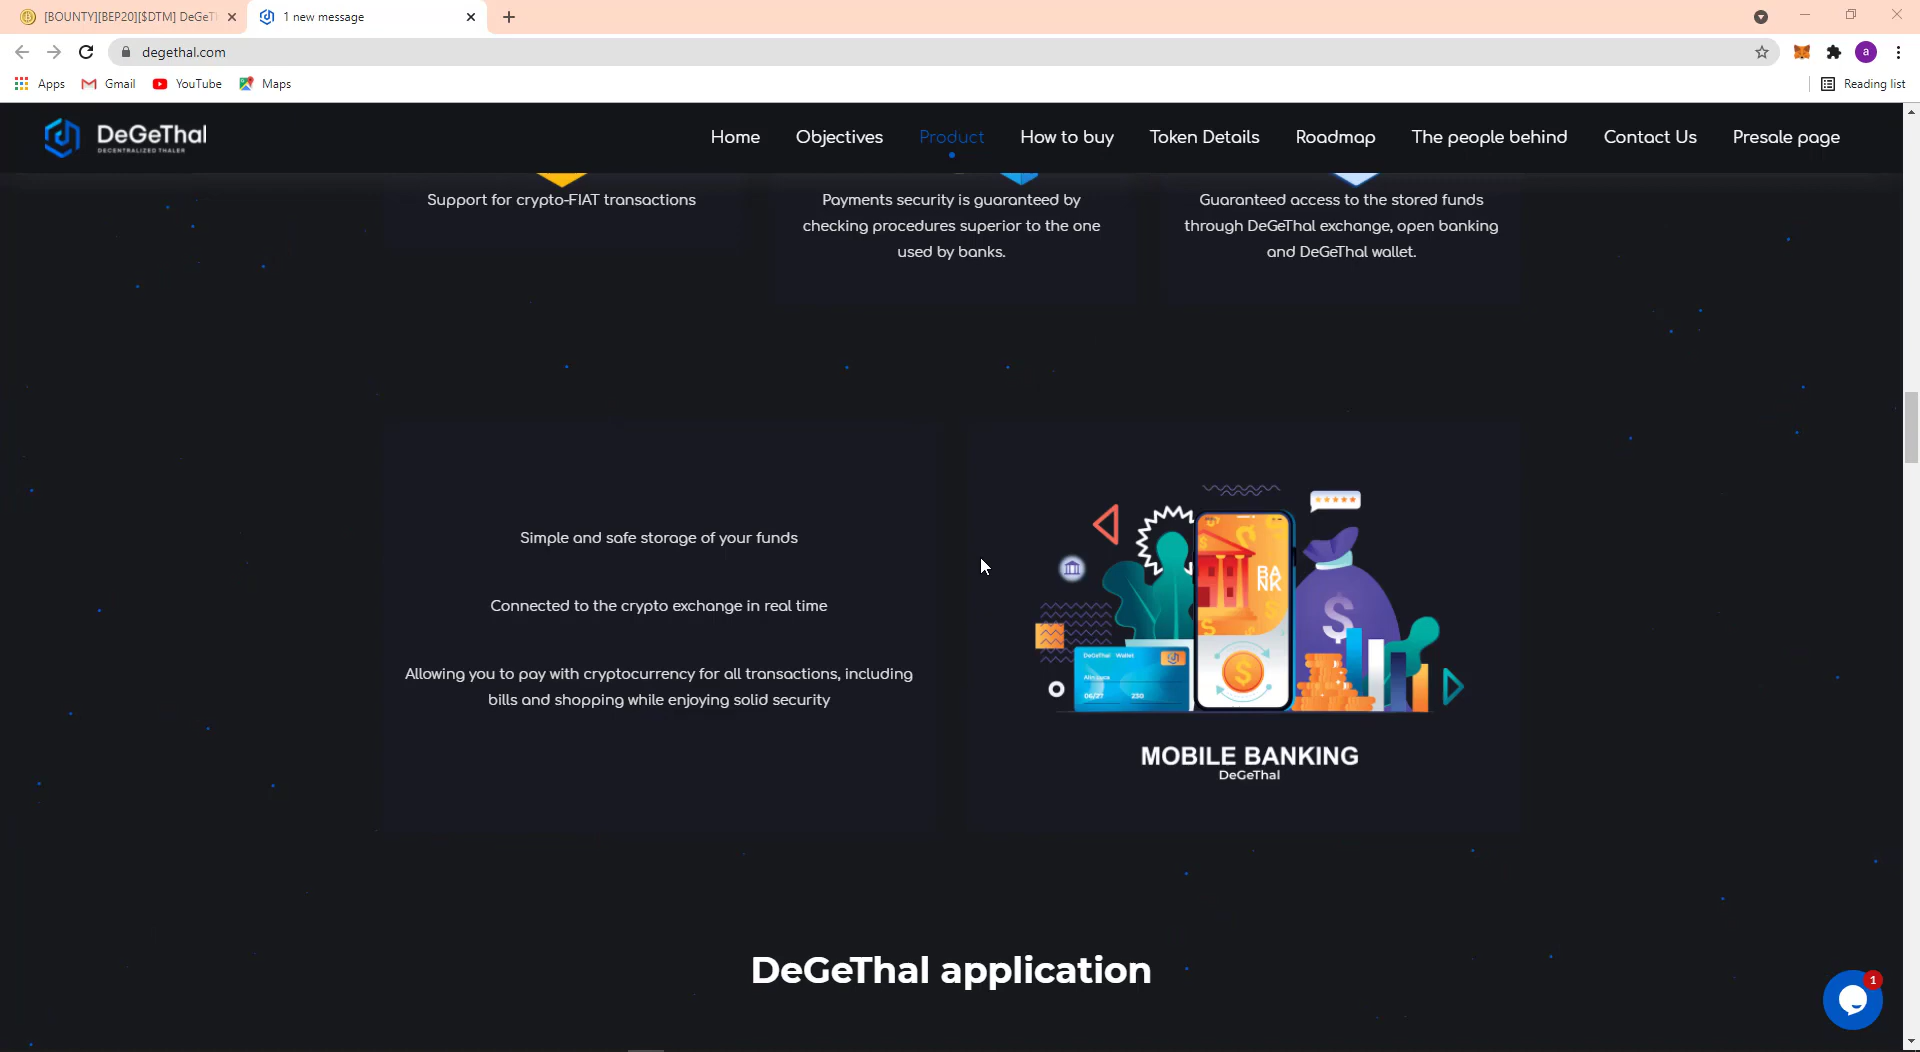 [BOUNTY][BEP20][$DTM] DeGeT
1 new message
degethal.com
a
Apps
Gmail
YouTube
Maps
Reading list
DeGeThal
DECENTRALIZED THALER
Home
Objectives
Product
How to buy
Token Details
Roadmap
The people behind
Contact Us
Presale page
Support for crypto-FIAT transactions
Payments security is guaranteed by
checking procedures superior to the one
used by banks.
Guaranteed access to the stored funds
through DeGeThal exchange, open banking
and DeGeThal wallet.
Simple and safe storage of your funds
Connected to the crypto exchange in real time
Allowing you to pay with cryptocurrency for all transactions, including
bills and shopping while enjoying solid security
BA
NK
$
$
DeGeThal Wallet
06/27 230
MOBILE BANKING
DeGeThal
DeGeThal application
1